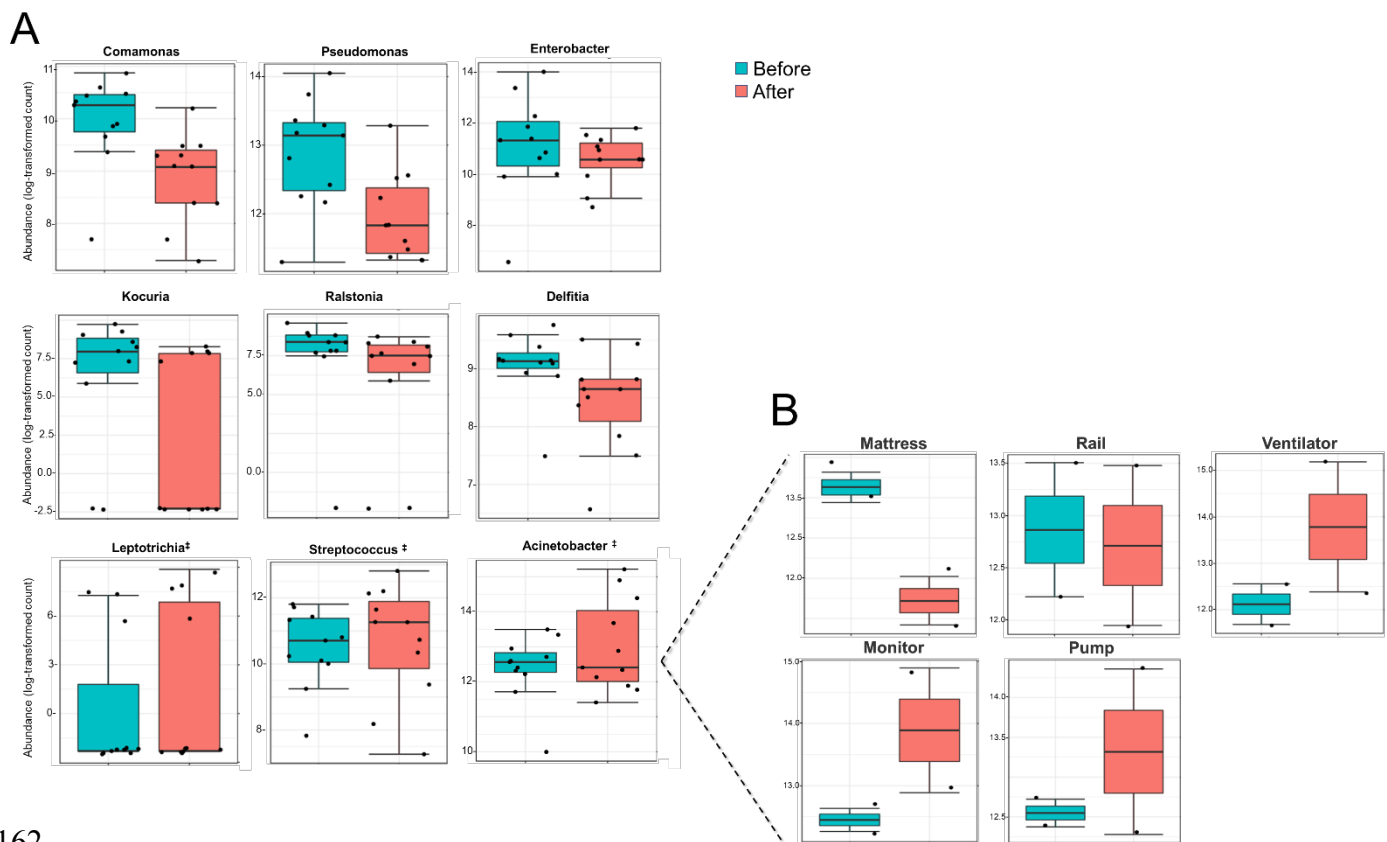 A
Comamonas
Pseudomonas
Enterobacter
Before
After
Abundance (log-transformed count)
11
10
9
8
14
13
12
14
12
10
8
Kocuria
Ralstonia
Delfitia
Abundance (log-transformed count)
7.5
5.0
2.5
0.0
-2.5
7.5
5.0
0.0
9
8
7
B
Mattress
Rail
Ventilator
13.5
12.5
12.0
13.5
13.0
12.5
12.0
15.0
14.0
13.0
12.0
Leptotrichia‡
Streptococcus ‡
Acinetobacter ‡
Abundance (log-transformed count)
6
3
0
12
10
8
14
12
10
Monitor
Pump
15.0
14.0
13.0
14.0
13.5
12.5
162